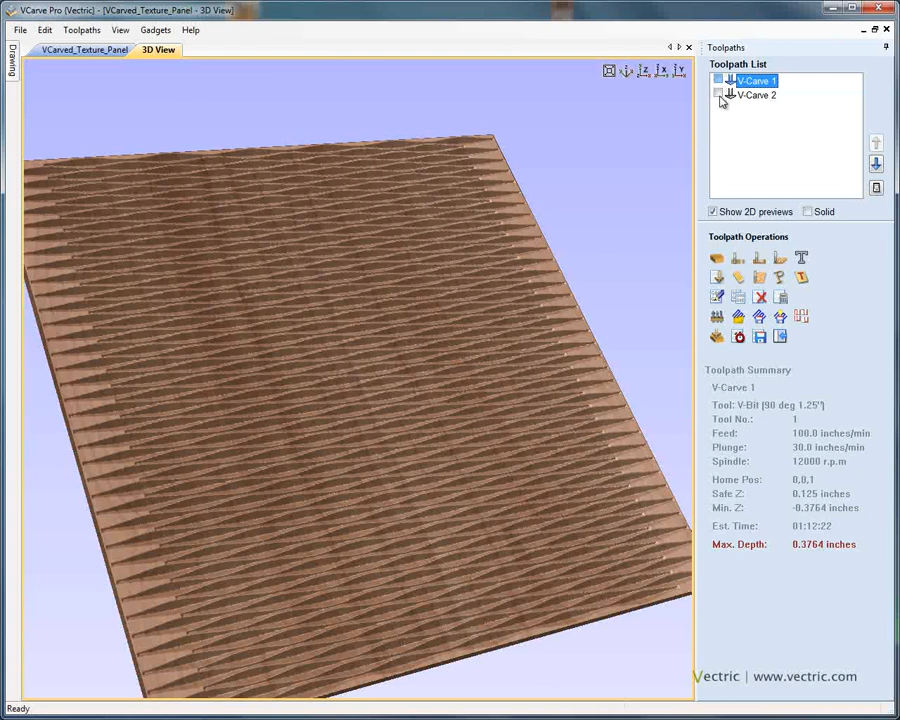 VCarve Pro [Vectric] - [VCarved_Texture_Panel - 3D View]
File Edit Toolpaths View Gadgets Help
Drawing
VCarved_Texture_Panel 3D View
Toolpaths
Toolpath List
V-Carve 1
V-Carve 2
Show 2D previews Solid
Toolpath Operations
Toolpath Summary
V-Carve 1
Tool: V-Bit (90 deg 1.25")
Tool No.: 1
Feed: 100.0 inches/min
Plunge: 30.0 inches/min
Spindle: 12000 r.p.m
Home Pos: 0,0,1
Safe Z: 0.125 inches
Min. Z: -0.3764 inches
Est. Time: 01:12:22
Max. Depth: 0.3764 inches
Vectric | www.vectric.com
Ready